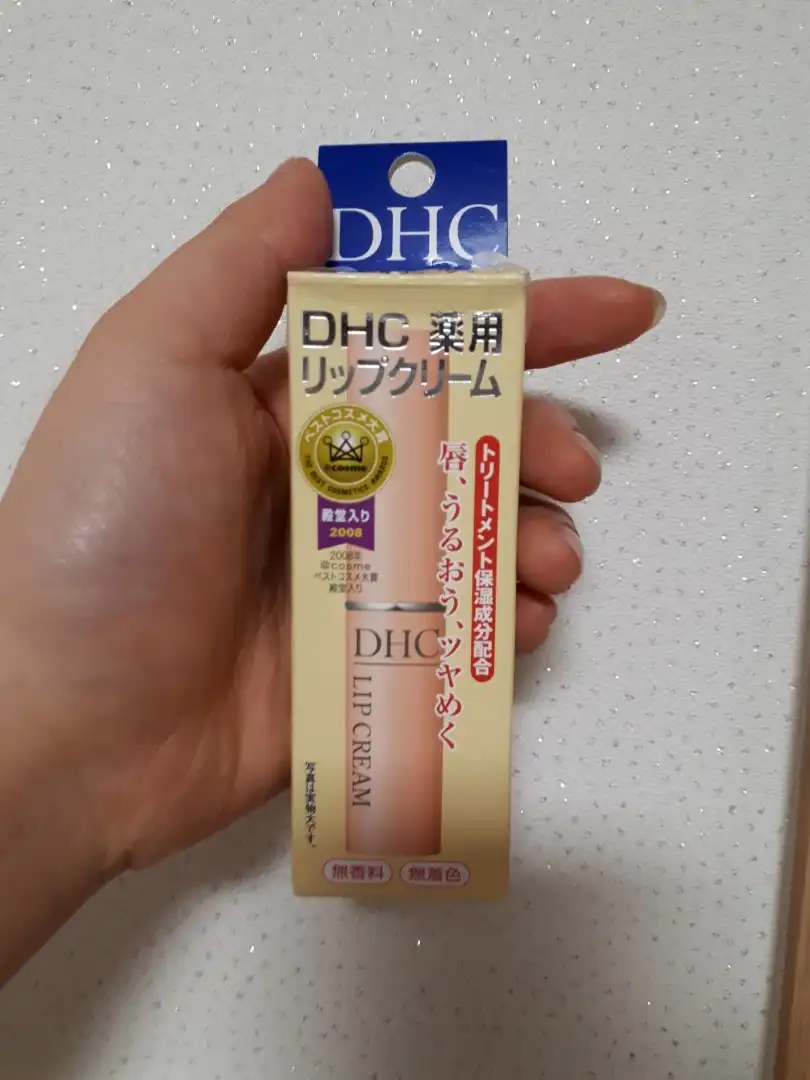 DHC
DHC 薬用
リップクリーム
ベストコスメ大賞
@cosme
THE BEST COSMETICS AWARDS
殿堂入り
2008
2008年
@cosme
ベストコスメ大賞
殿堂入り
トリートメント保湿成分配合
唇、うるおう、ツヤめく
DHC
LIP CREAM
写真は実物大です。
無香料
無着色